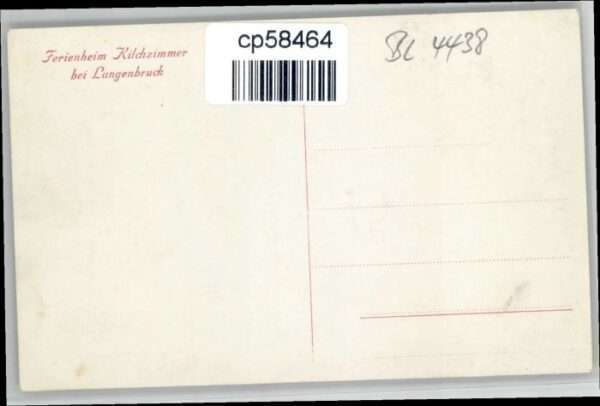 Ferienheim Kilchzimmer
bei Langenbruck
cp58464
BL 4438